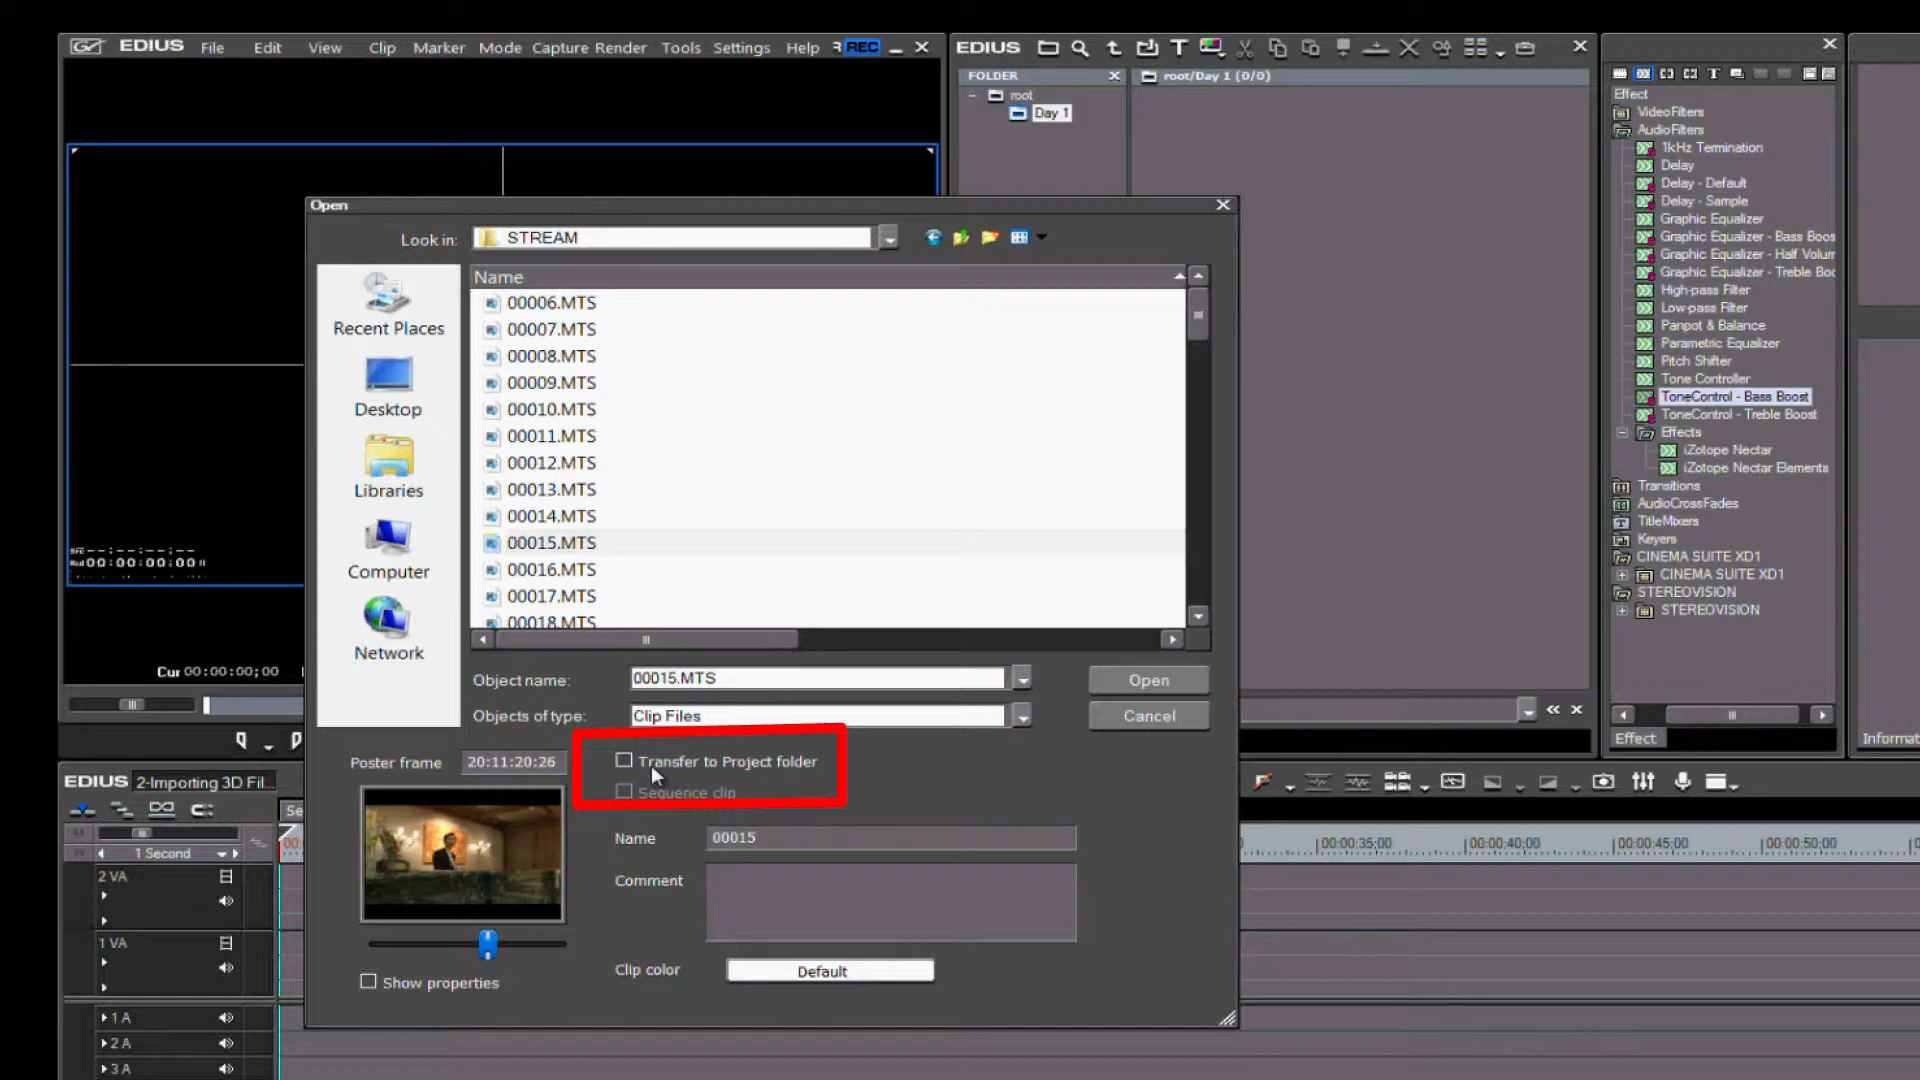 EDIUS File Edit View Clip Marker Mode Capture Render Tools Settings Help REC
EDIUS
FOLDER
root/Day 1 (0/0)
root
Day 1
Effect
VideoFilters
AudioFilters
1kHz Termination
Delay
Delay - Default
Delay - Sample
Graphic Equalizer
Graphic Equalizer - Bass Boos
Graphic Equalizer - Half Volum
Graphic Equalizer - Treble Boo
High-pass Filter
Low-pass Filter
Panpot & Balance
Parametric Equalizer
Pitch Shifter
Tone Controller
ToneControl - Bass Boost
ToneControl - Treble Boost
Effects
iZotope Nectar
iZotope Nectar Elements
Transitions
AudioCrossFades
TitleMixers
Keyers
CINEMA SUITE XD1
CINEMA SUITE XD1
STEREOVISION
STEREOVISION
Effect
Informat
Open
Look in: STREAM
Name
Recent Places
Desktop
Libraries
Computer
Network
00006.MTS
00007.MTS
00008.MTS
00009.MTS
00010.MTS
00011.MTS
00012.MTS
00013.MTS
00014.MTS
00015.MTS
00016.MTS
00017.MTS
00018.MTS
Object name: 00015.MTS Open
Objects of type: Clip Files Cancel
Poster frame 20:11:20:26
Transfer to Project folder
Sequence clip
Name 00015
Comment
Clip color Default
Show properties
Src --:--:--:--
00:00:00:00
Cur 00:00:00;00
EDIUS 2-Importing 3D Fil...
Se
1 Second
00:
00:00:35;00 00:00:40;00 00:00:45;00 00:00:50;00
2 VA
1 VA
1 A
2 A
3 A